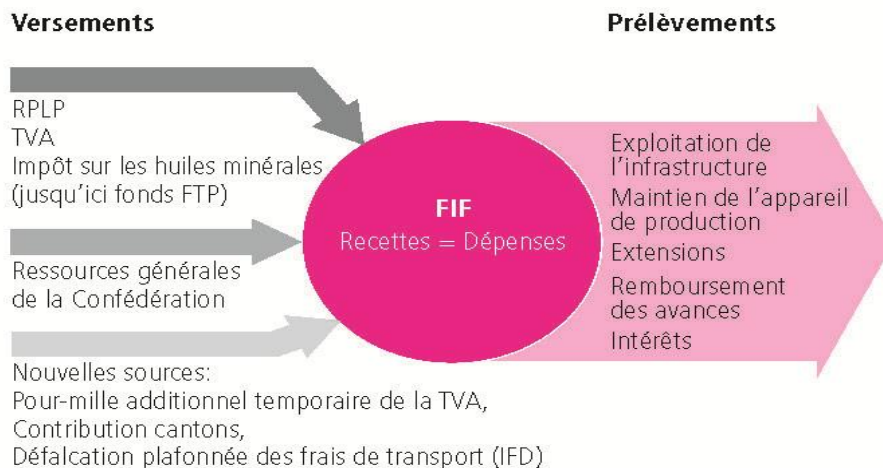 Versements
Prélèvements
RPLP
TVA
Impôt sur les huiles minérales
(jusqu'ici fonds FTP)
Ressources générales
de la Confédération
Nouvelles sources:
Pour-mille additionnel temporaire de la TVA,
Contribution cantons,
Défalcation plafonnée des frais de transport (IFD)
FIF
Recettes = Dépenses
Exploitation de
l'infrastructure
Maintien de l'appareil
de production
Extensions
Remboursement
des avances
Intérêts